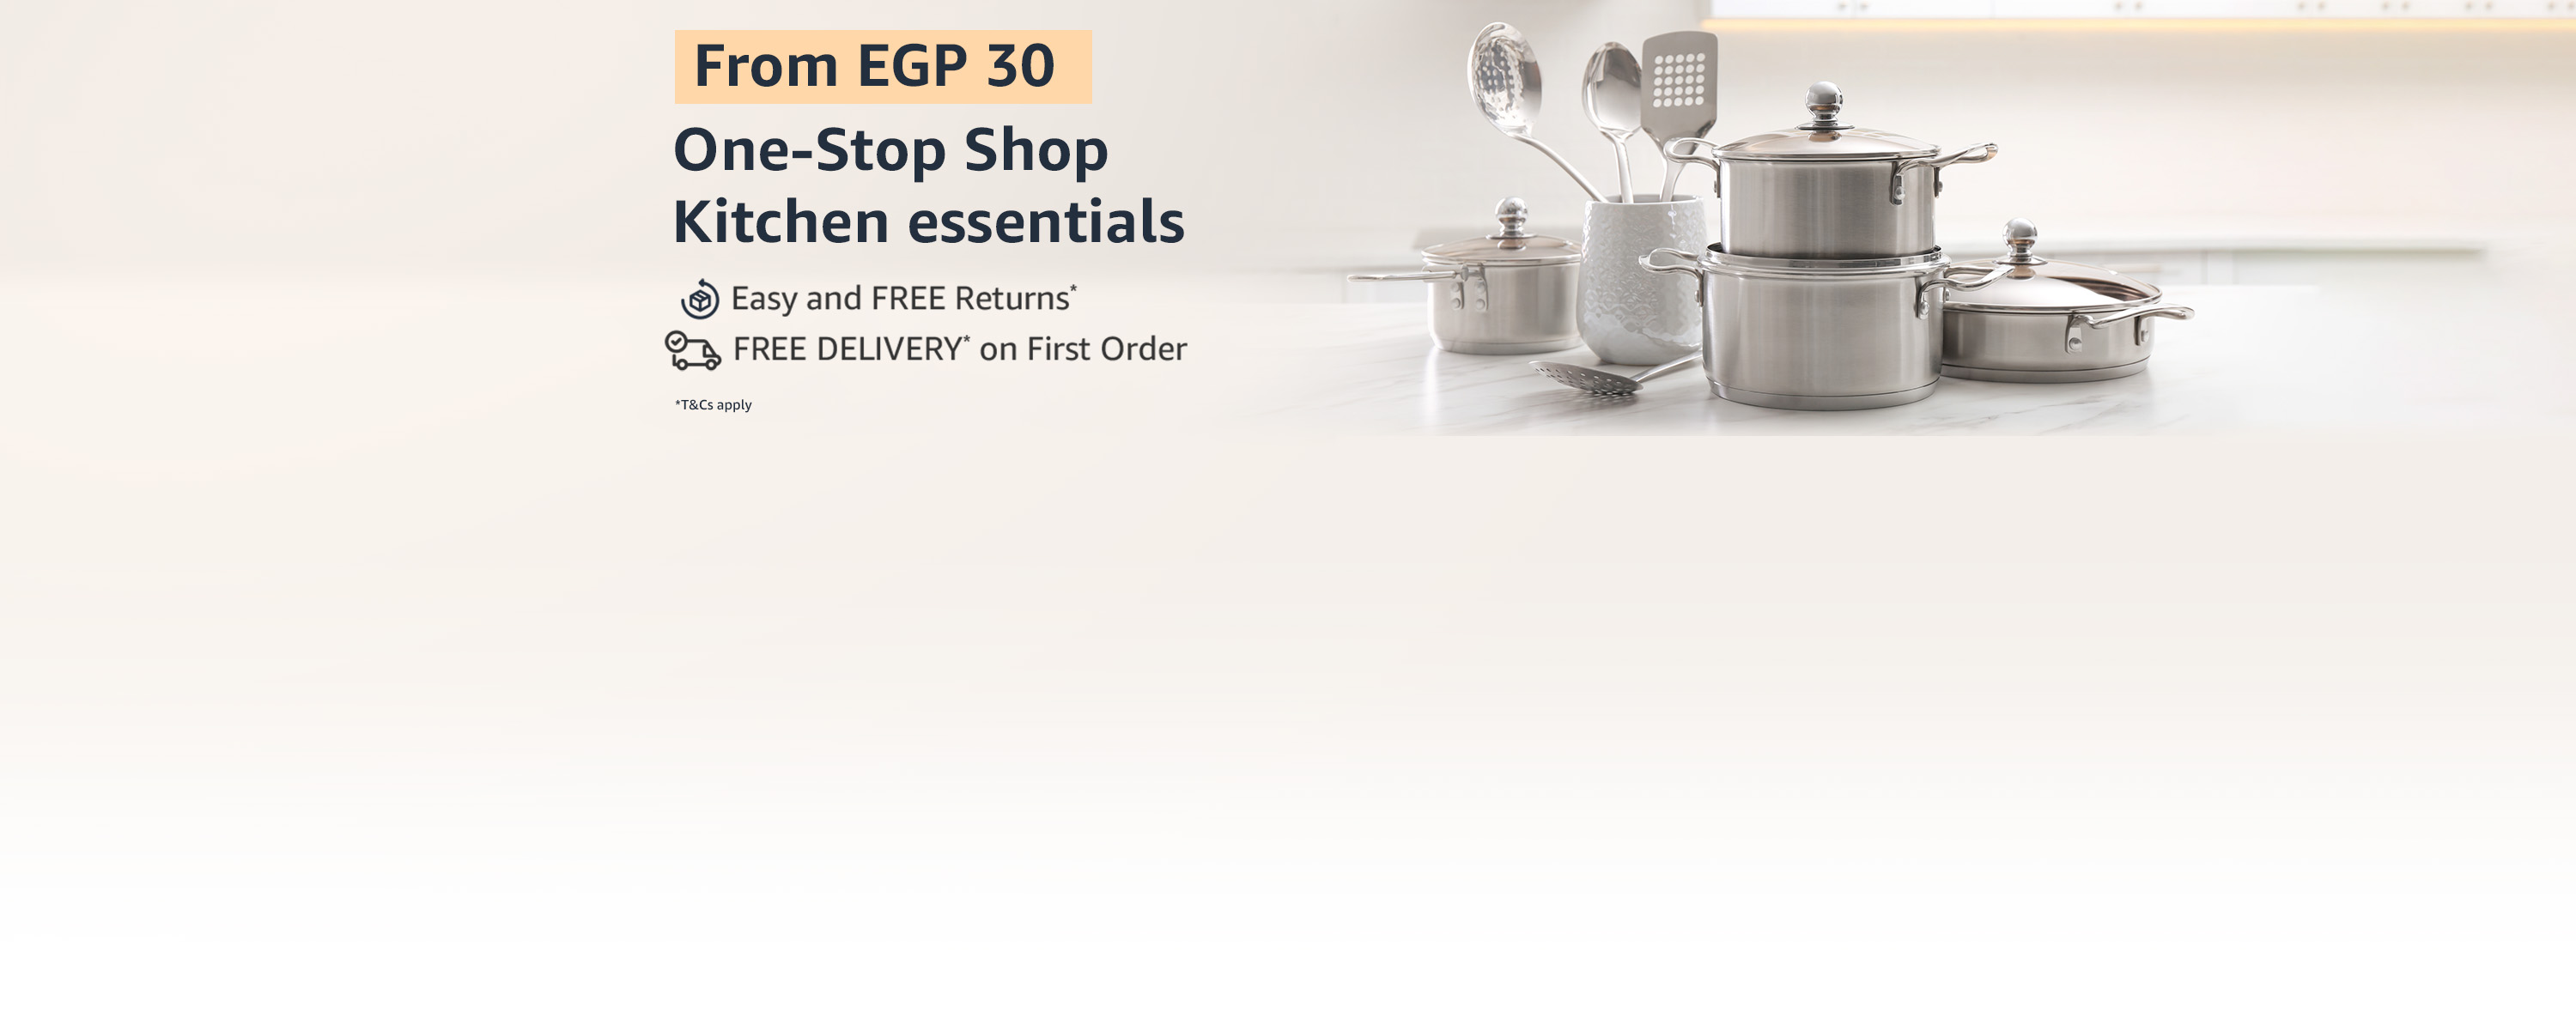 From EGP 30
One-Stop Shop
Kitchen essentials
Easy and FREE Returns*
FREE DELIVERY* on First Order
*T&Cs apply